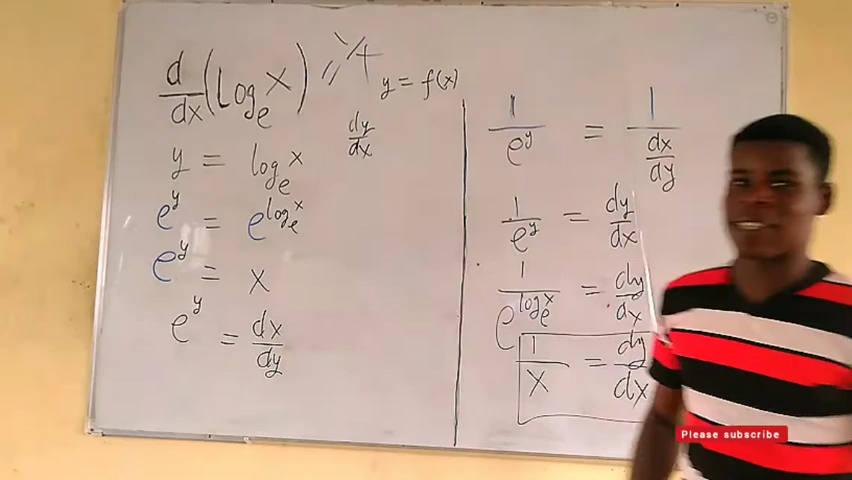 d/dx (log_e x)
y = f(x)
dy/dx
y = log_e x
e^y = e^{log_e x}
e^y = x
e^y = dx/dy
1/e^y = 1/(dx/dy)
1/e^y = dy/dx
1/e^{log_e x} = dy/dx
1/x = dy/dx
Please subscribe